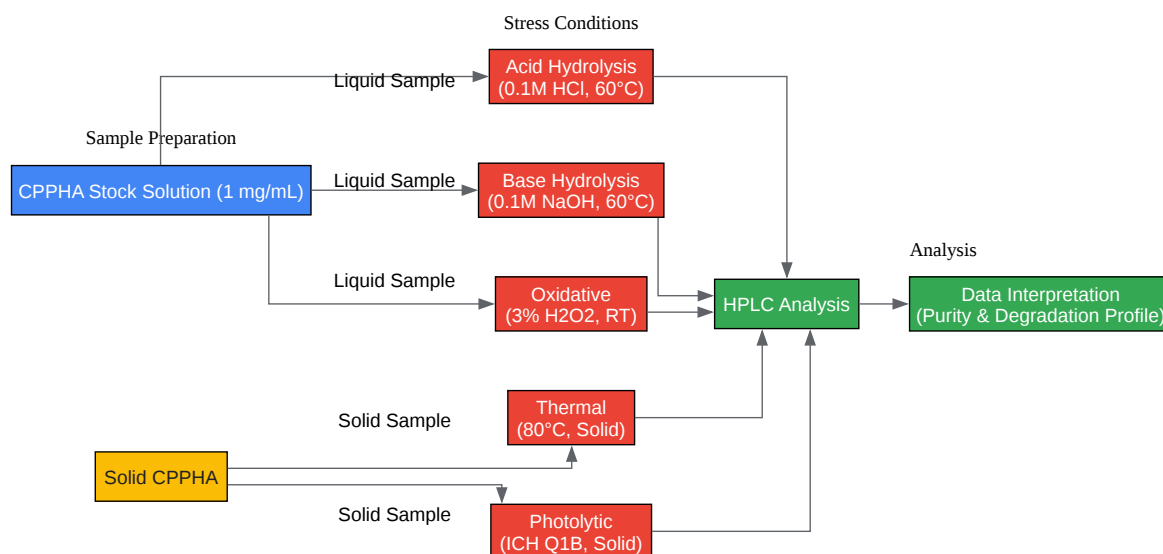 Stress Conditions
Acid Hydrolysis
(0.1M HCl, 60°C)
Liquid Sample
Sample Preparation
CPPHA Stock Solution (1 mg/mL)
Liquid Sample
Base Hydrolysis
(0.1M NaOH, 60°C)
Liquid Sample
Oxidative
(3% H2O2, RT)
HPLC Analysis
Analysis
Data Interpretation
(Purity & Degradation Profile)
Solid Sample
Thermal
(80°C, Solid)
Solid CPPHA
Solid Sample
Photolytic
(ICH Q1B, Solid)